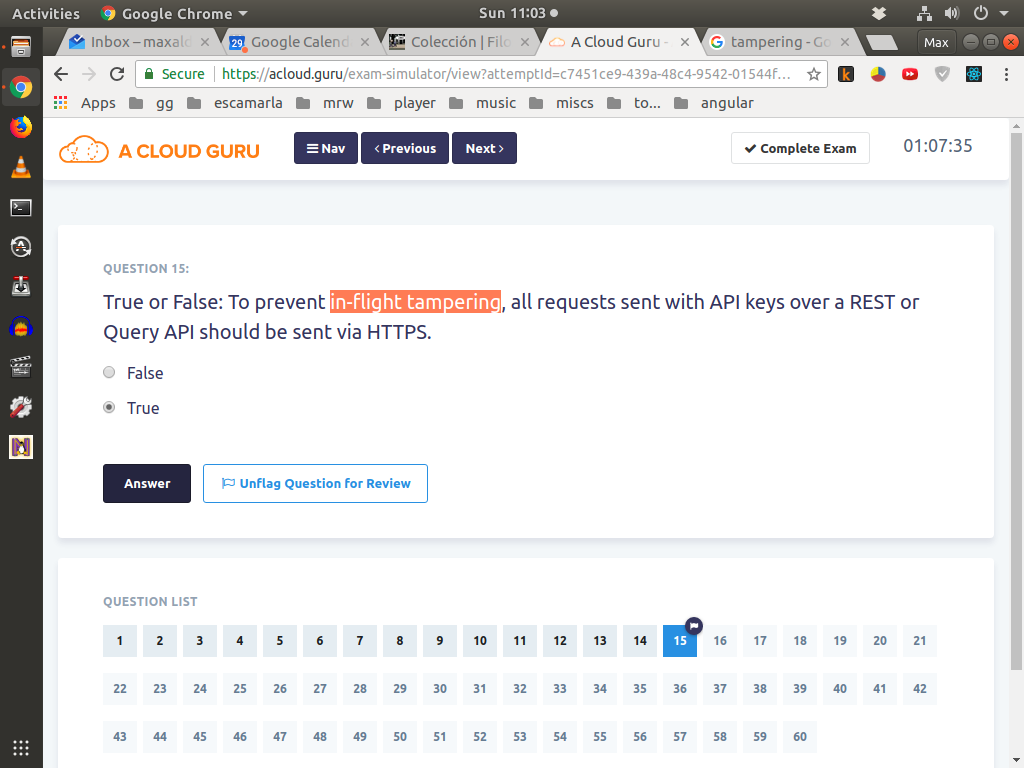 Activities Google Chrome Sun 11:03
Inbox – maxald Google Calend Colección | Filo A Cloud Guru - tampering - Go Max
Secure https://acloud.guru/exam-simulator/view?attemptId=c7451ce9-439a-48c4-9542-01544f...
Apps gg escamarla mrw player music miscs to... angular
A CLOUD GURU Nav Previous Next Complete Exam 01:07:35
QUESTION 15:
True or False: To prevent in-flight tampering, all requests sent with API keys over a REST or
Query API should be sent via HTTPS.
False
True
Answer Unflag Question for Review
QUESTION LIST
1 2 3 4 5 6 7 8 9 10 11 12 13 14 15 16 17 18 19 20 21
22 23 24 25 26 27 28 29 30 31 32 33 34 35 36 37 38 39 40 41 42
43 44 45 46 47 48 49 50 51 52 53 54 55 56 57 58 59 60